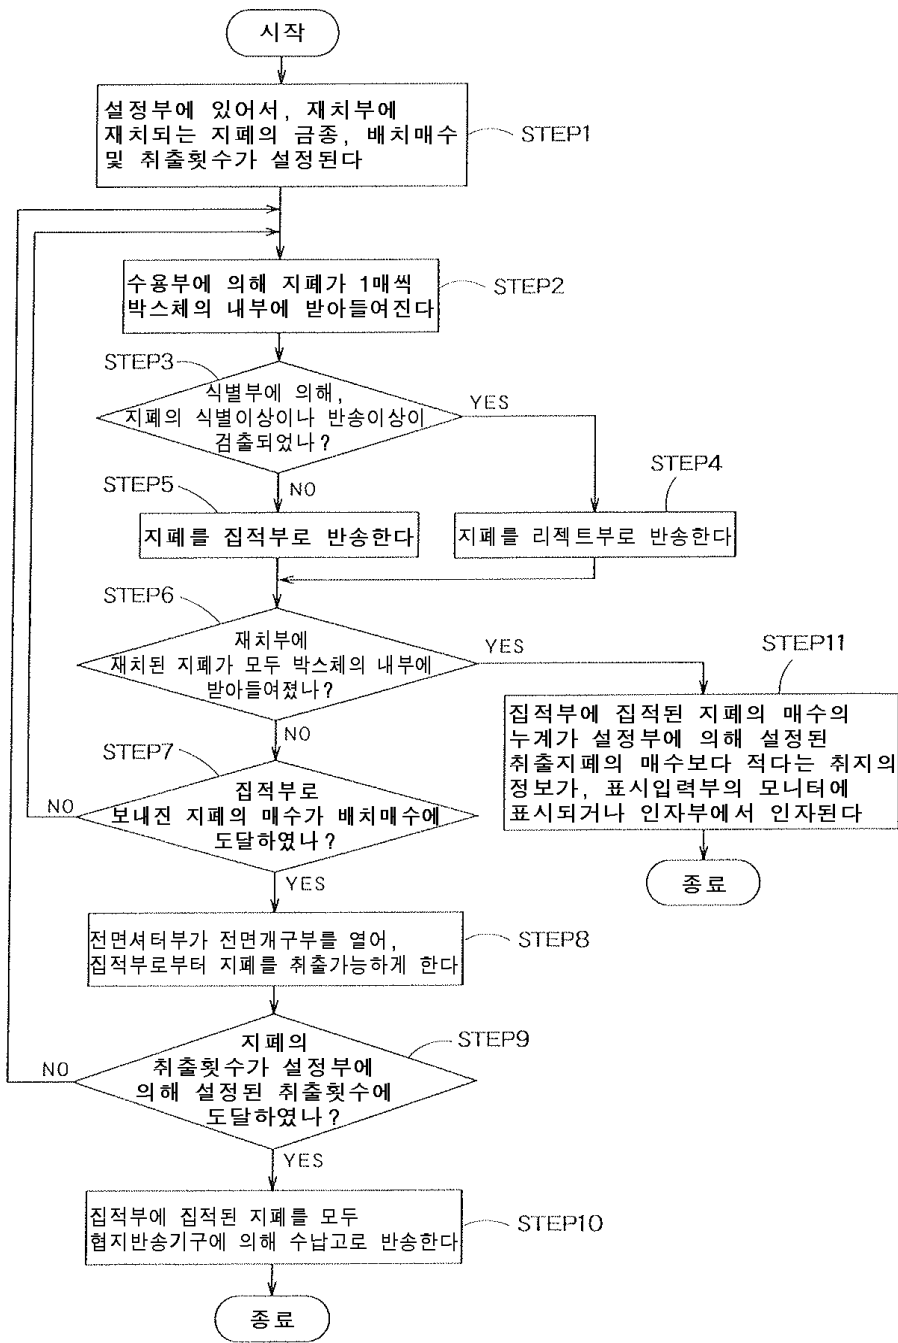 시작
설정부에 있어서, 재치부에
재치되는 지폐의 금종, 배치매수
및 취출횟수가 설정된다
STEP1
수용부에 의해 지폐가 1매씩
박스체의 내부에 받아들여진다
STEP2
STEP3
식별부에 의해,
지폐의 식별이상이나 반송이상이
검출되었나?
YES
NO
STEP4
STEP5
지폐를 집적부로 반송한다
지폐를 리젝트부로 반송한다
STEP6
재치부에
재치된 지폐가 모두 박스체의 내부에
받아들여졌나?
YES
NO
STEP11
집적부에 집적된 지폐의 매수의
누계가 설정부에 의해 설정된
취출지폐의 매수보다 적다는 취지의
정보가, 표시입력부의 모니터에
표시되거나 인자부에서 인자된다
종료
STEP7
집적부로
보내진 지폐의 매수가 배치매수에
도달하였나?
NO
YES
전면셔터부가 전면개구부를 열어,
집적부로부터 지폐를 취출가능하게 한다
STEP8
지폐의
취출횟수가 설정부에
의해 설정된 취출횟수에
도달하였나?
STEP9
NO
YES
집적부에 집적된 지폐를 모두
협지반송기구에 의해 수납고로 반송한다
STEP10
종료